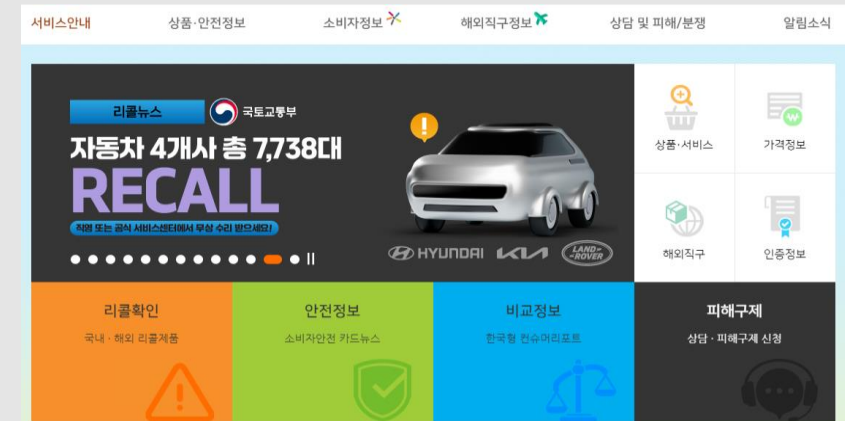 서비스안내
상품·안전정보
소비자정보
해외직구정보
상담 및 피해/분쟁
알림소식
리콜뉴스
국토교통부
자동차 4개사 총 7,738대
RECALL
직영 또는 공식 서비스센터에서 무상 수리 받으세요!
HYUNDAI
KIA
LAND-
-ROVER
상품·서비스
가격정보
해외직구
인증정보
리콜확인
국내·해외 리콜제품
안전정보
소비자안전 카드뉴스
비교정보
한국형 컨슈머리포트
피해구제
상담·피해구제 신청